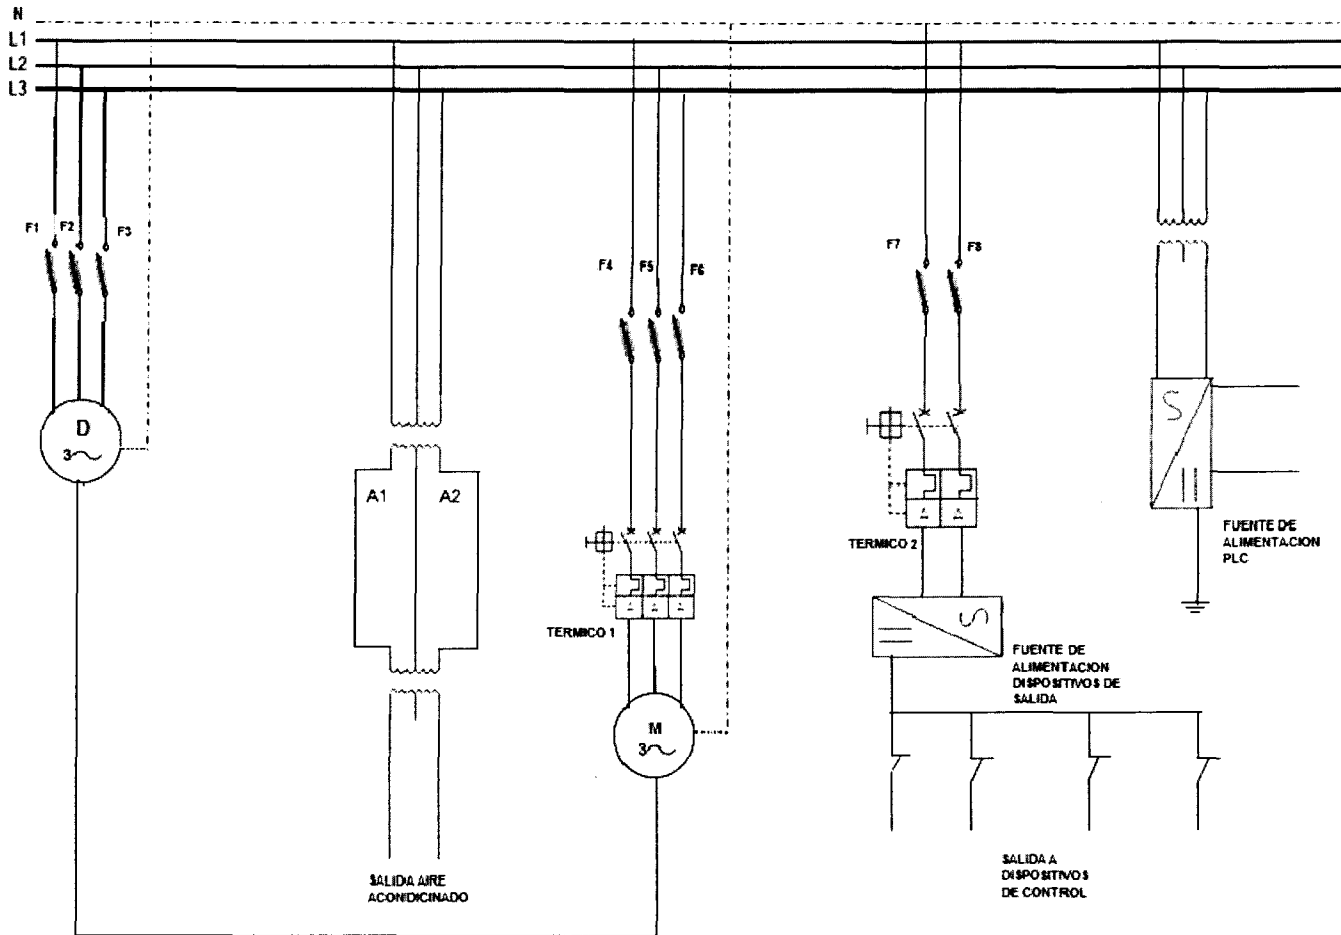 N
L1
L2
L3
F1
F2
F3
F4
F5
F6
F7
F8
D
3
A1
A2
TERMICO 1
M
3
TERMICO 2
FUENTE DE
ALIMENTACION
PLC
FUENTE DE
ALIMENTACION
DISPOSITIVOS DE
SALIDA
SALIDA AIRE
ACONDICINADO
SALIDA A
DISPOSITIVOS
DE CONTROL